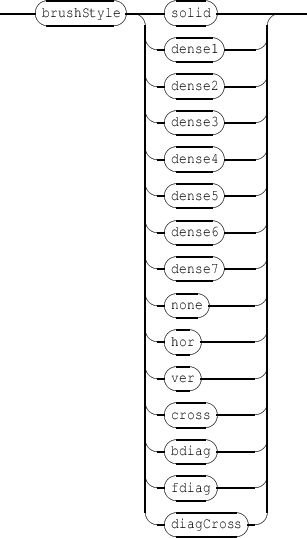 brushStyle solid
dense1
dense2
dense3
dense4
dense5
dense6
dense7
none
hor
ver
cross
bdiag
fdiag
diagCross